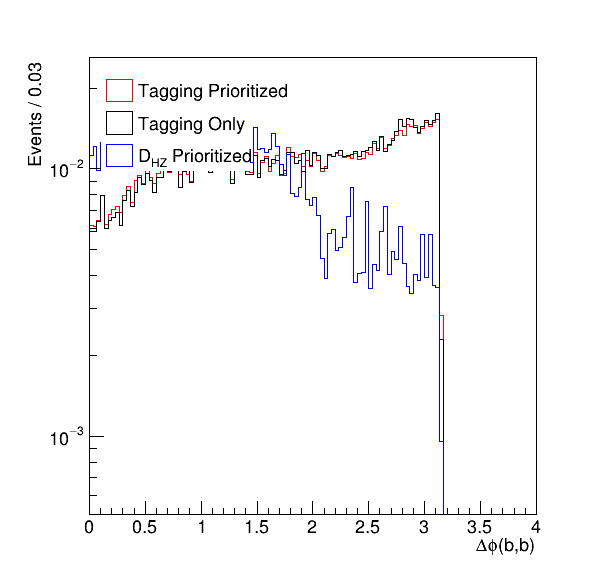 Events / 0.03
Tagging Prioritized
Tagging Only
D_HZ Prioritized
10^−2
10^−3
0 0.5 1 1.5 2 2.5 3 3.5 4
Δϕ(b,b)